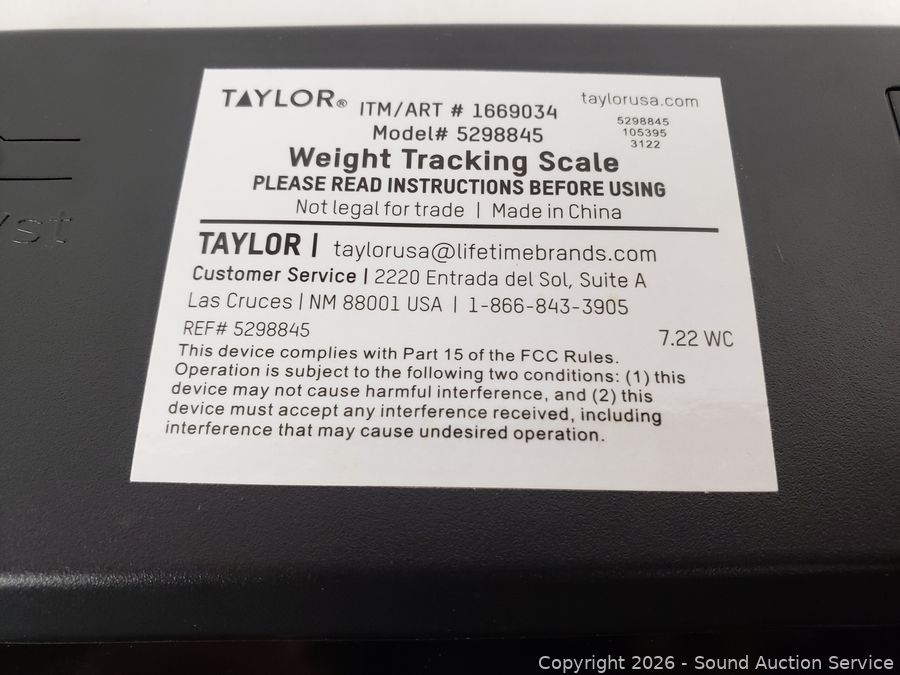 TAYLOR®
ITM/ART # 1669034
taylorusa.com
Model# 5298845
5298845
105395
3122
Weight Tracking Scale
PLEASE READ INSTRUCTIONS BEFORE USING
Not legal for trade | Made in China
TAYLOR | taylorusa@lifetimebrands.com
Customer Service | 2220 Entrada del Sol, Suite A
Las Cruces | NM 88001 USA | 1-866-843-3905
REF# 5298845
7.22 WC
This device complies with Part 15 of the FCC Rules.
Operation is subject to the following two conditions: (1) this
device may not cause harmful interference, and (2) this
device must accept any interference received, including
interference that may cause undesired operation.
Copyright 2026 - Sound Auction Service